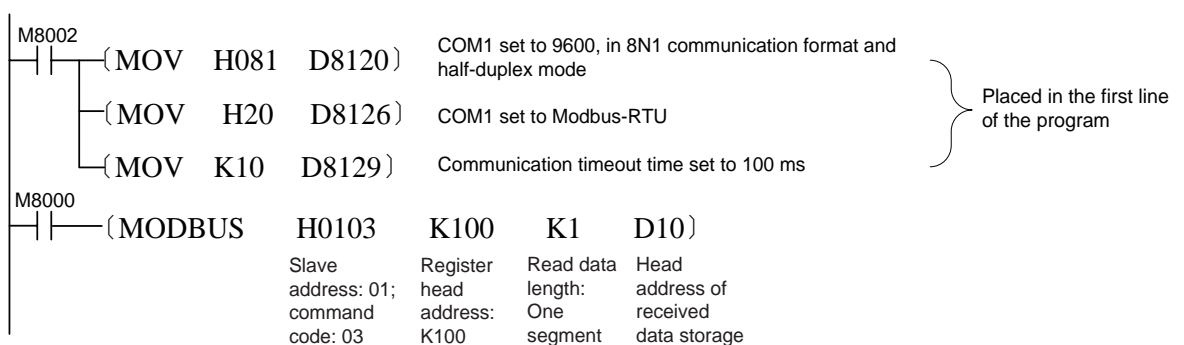 M8002
(MOV H081 D8120)
COM1 set to 9600, in 8N1 communication format and
half-duplex mode
(MOV H20 D8126)
COM1 set to Modbus-RTU
(MOV K10 D8129)
Communication timeout time set to 100 ms
Placed in the first line
of the program
M8000
(MODBUS H0103 K100 K1 D10)
Slave
address: 01;
command
code: 03
Register
head
address:
K100
Read data
length:
One
segment
Head
address of
received
data storage